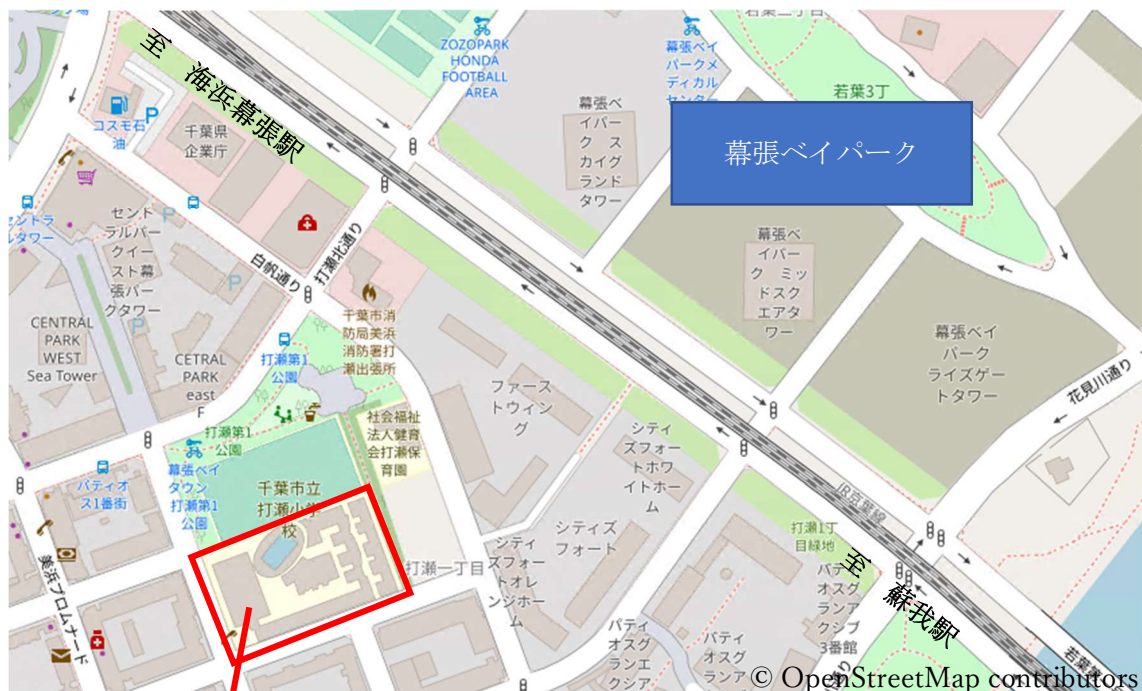 若葉三丁目
至 海浜幕張駅
ZOZOPARK
HONDA
FOOTBALL
AREA
幕張ベイ
パークメ
ディカル
センター
若葉3丁
コスモ石
油
千葉県
企業庁
幕張ベ
イパー
ク ス
カイグ
ランド
タワー
幕張ベイパーク
セント
ラルパー
クイー
スト幕
張パー
クタワー
セントラ
ルタワー
白帆通り
打瀬北通り
幕張ベ
イパー
ク ミッ
ドスク
エアタ
ワー
千葉市消
防局美浜
消防署打
瀬出張所
CENTRAL
PARK
WEST
Sea Tower
CETRAL
PARK
east
F
打瀬第1
公園
幕張ベイ
パーク
ライズゲー
トタワー
花見川通り
ファース
トウィン
グ
社会福祉
法人健育
会打瀬保
育園
打瀬第1
公園
シティ
ズフォー
トホワ
イトホー
ム
幕張ベイ
タウン
打瀬第1
公園
パティオ
ス1番街
千葉市立
打瀬小学
校
JR京葉線
シティズ
フォート
打瀬1丁
目緑地
美浜プロムナード
打瀬一丁目
シティ
ズフォー
トオレ
ンジホー
ム
至 蘇我駅
パティ
オスグ
ランア
クシブ
3番館
パティ
オスグ
ランエ
クシア
パティ
オスグ
ラン
© OpenStreetMap contributors